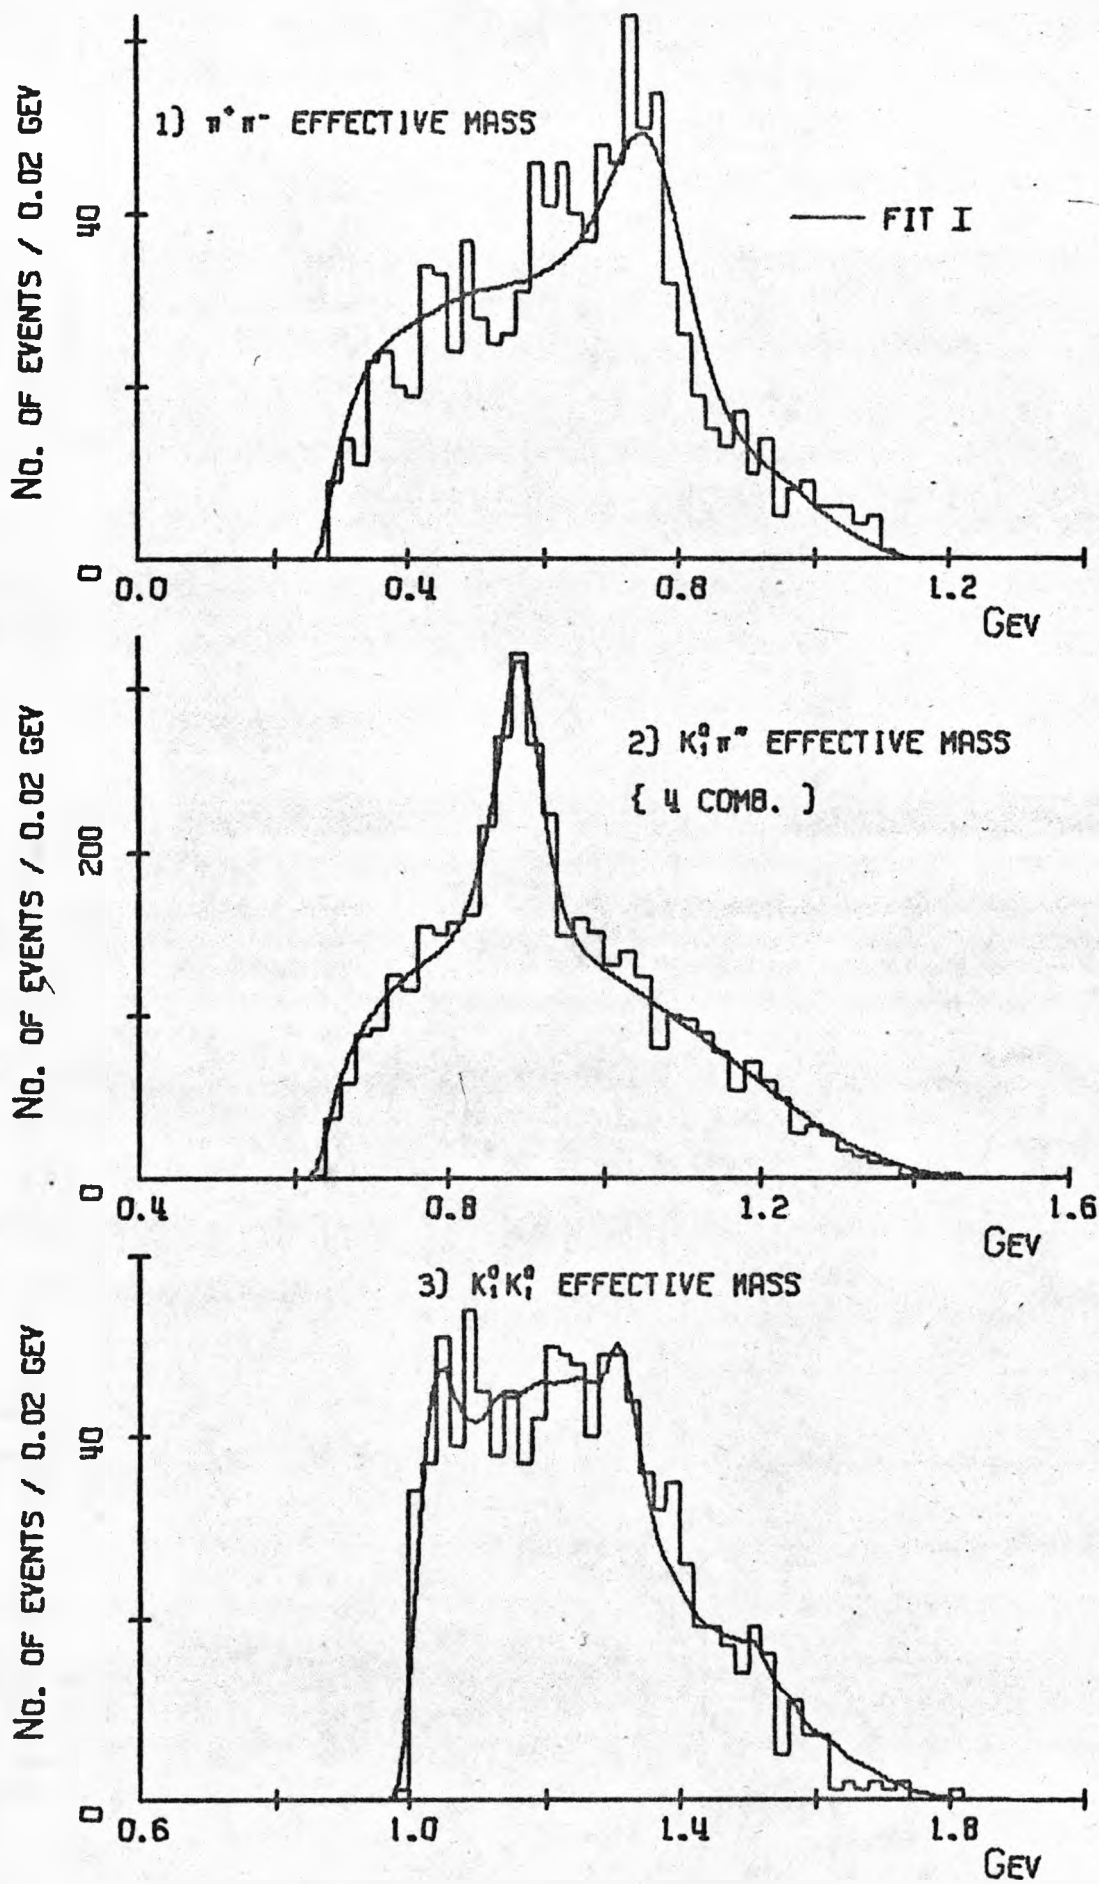 1) π⁺π⁻ EFFECTIVE MASS
NO. OF EVENTS / 0.02 GEV
40
0
FIT I
0.0 0.4 0.8 1.2
GEV
2) K₁⁰π⁻ EFFECTIVE MASS
{ 4 COMB. }
NO. OF EVENTS / 0.02 GEV
200
0
0.4 0.8 1.2 1.6
GEV
3) K₁⁰K₁⁰ EFFECTIVE MASS
NO. OF EVENTS / 0.02 GEV
40
0
0.6 1.0 1.4 1.8
GEV